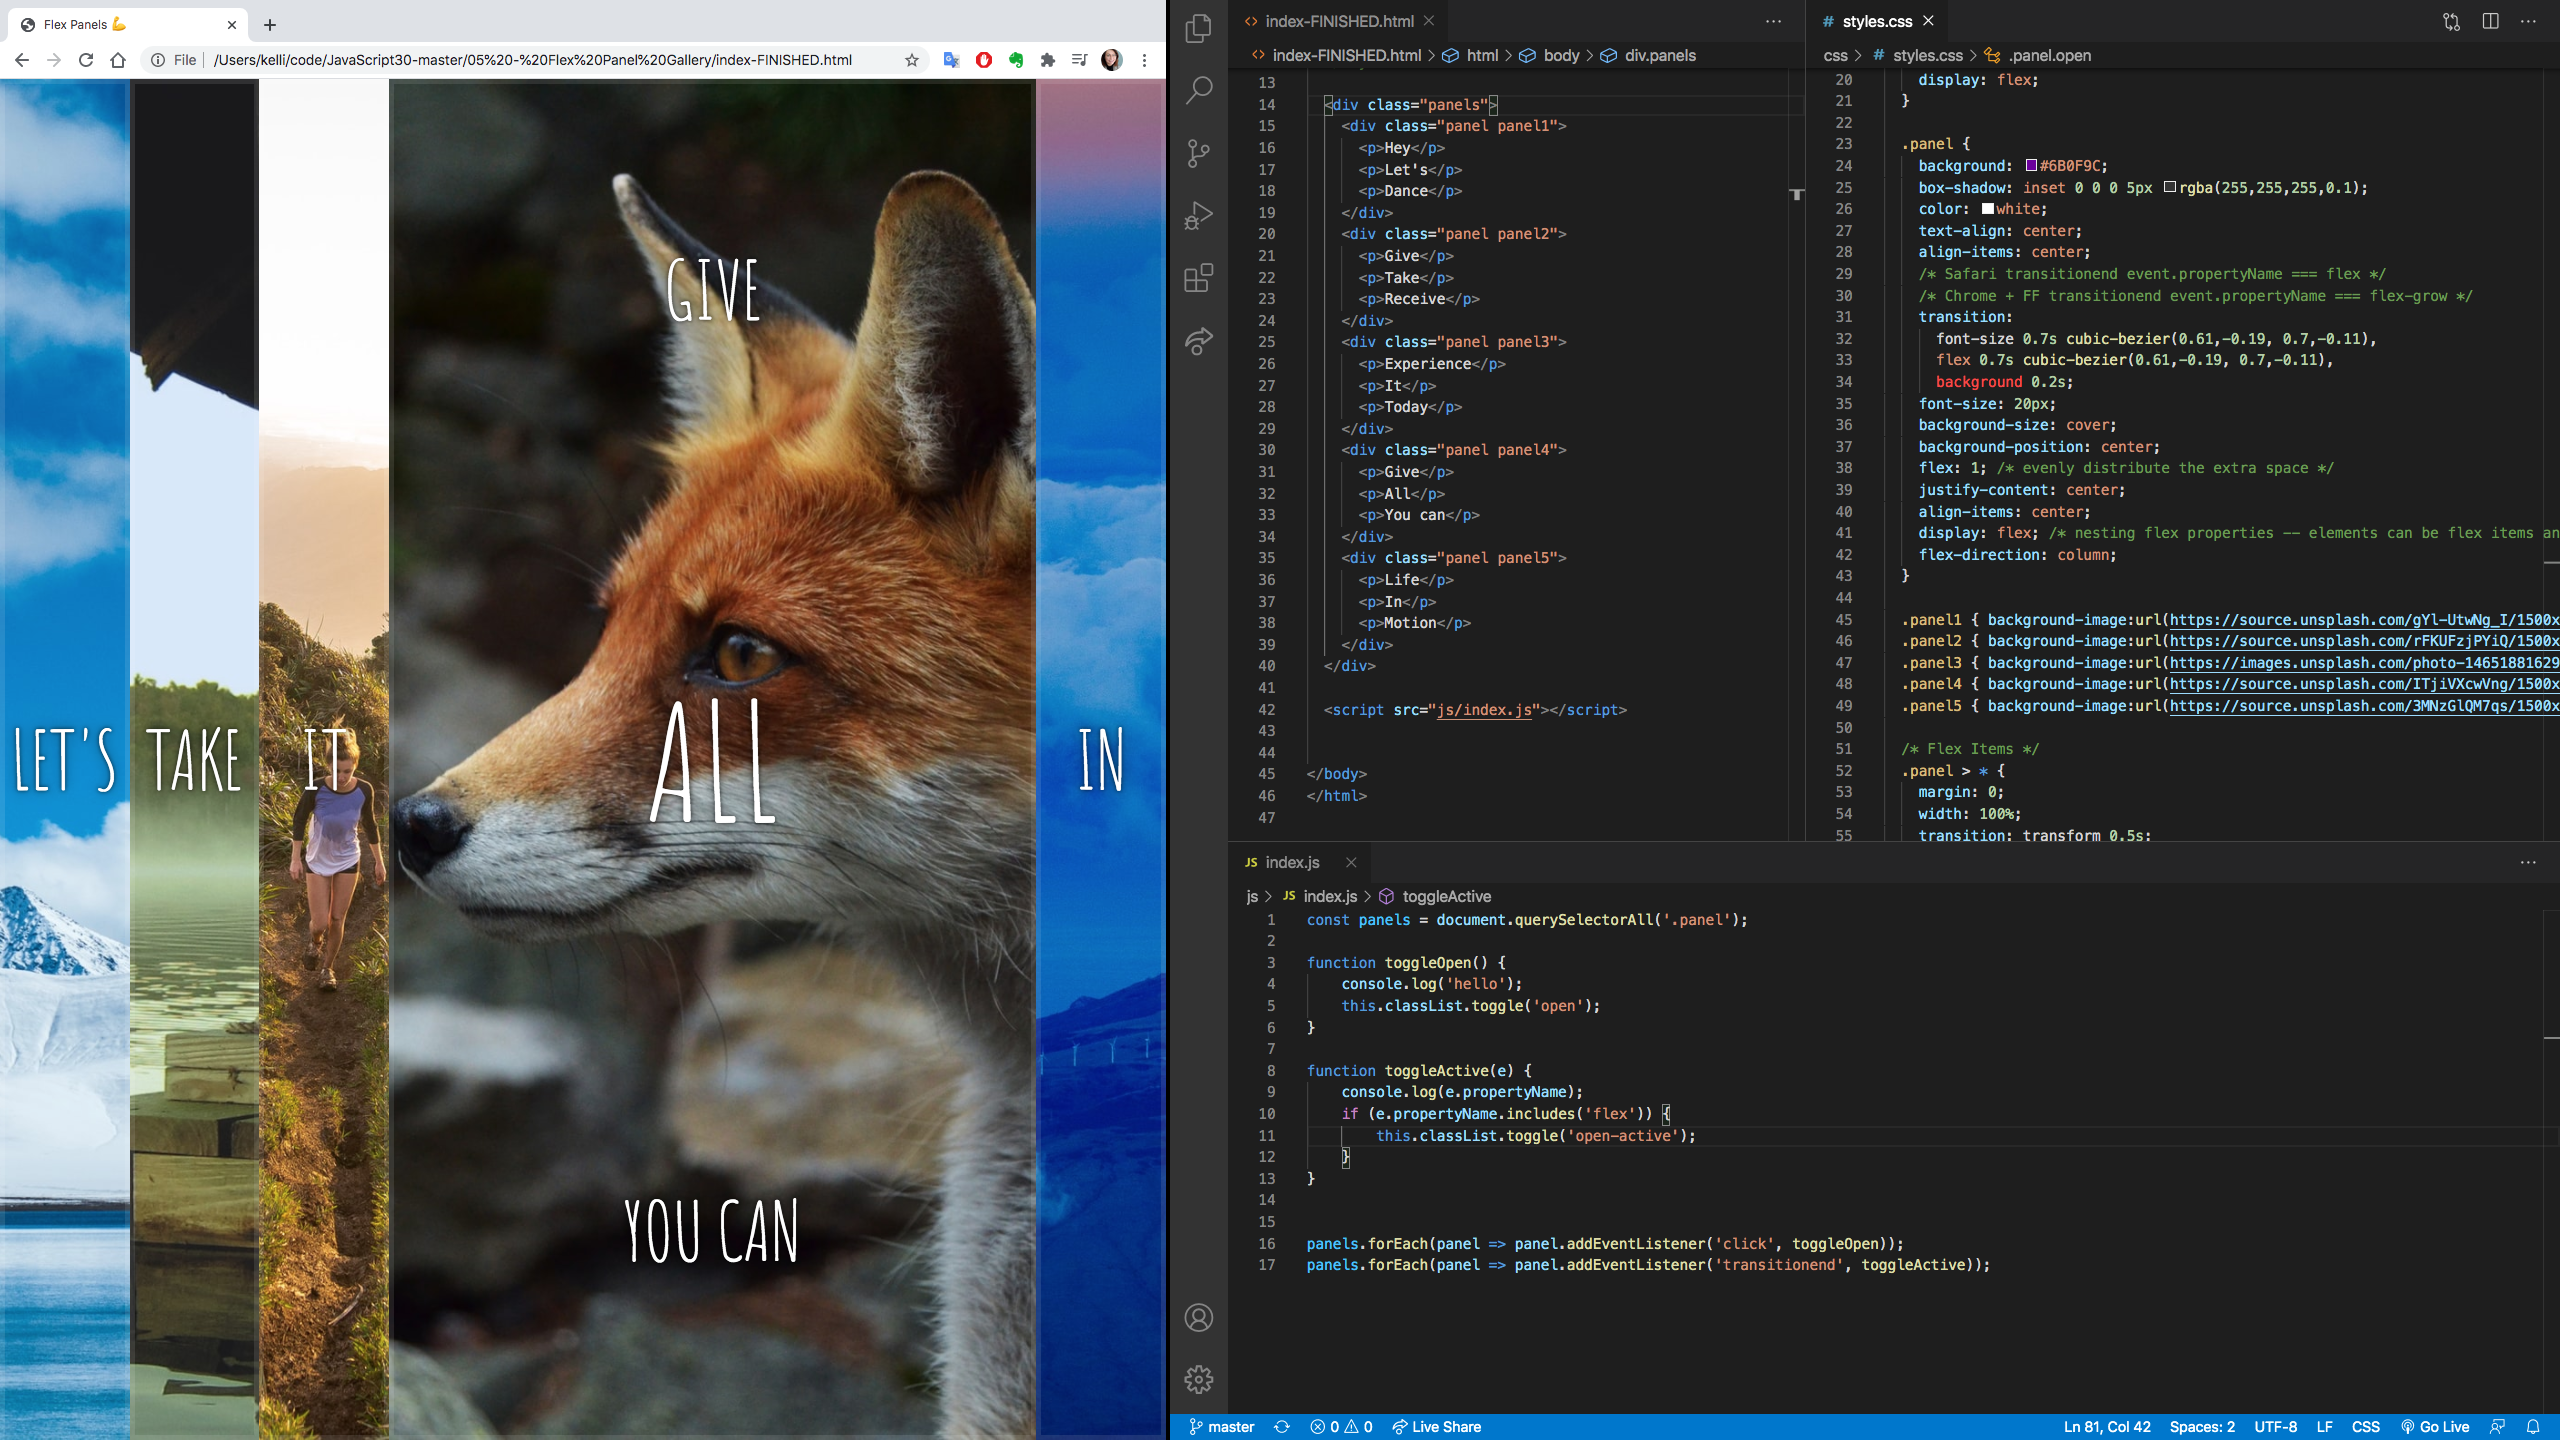 Flex Panels 💪
File /Users/kelli/code/JavaScript30-master/05%20-%20Flex%20Panel%20Gallery/index-FINISHED.html
LET'S
TAKE
IT
GIVE
ALL
YOU CAN
IN
index-FINISHED.html
index-FINISHED.html > html > body > div.panels
13
14 <div class="panels">
15 <div class="panel panel1">
16 <p>Hey</p>
17 <p>Let's</p>
18 <p>Dance</p>
19 </div>
20 <div class="panel panel2">
21 <p>Give</p>
22 <p>Take</p>
23 <p>Receive</p>
24 </div>
25 <div class="panel panel3">
26 <p>Experience</p>
27 <p>It</p>
28 <p>Today</p>
29 </div>
30 <div class="panel panel4">
31 <p>Give</p>
32 <p>All</p>
33 <p>You can</p>
34 </div>
35 <div class="panel panel5">
36 <p>Life</p>
37 <p>In</p>
38 <p>Motion</p>
39 </div>
40 </div>
41
42 <script src="js/index.js"></script>
43
44
45 </body>
46 </html>
47
# styles.css
css > # styles.css > .panel.open
20 display: flex;
21 }
22
23 .panel {
24 background: #6B0F9C;
25 box-shadow: inset 0 0 0 5px rgba(255,255,255,0.1);
26 color: white;
27 text-align: center;
28 align-items: center;
29 /* Safari transitionend event.propertyName === flex */
30 /* Chrome + FF transitionend event.propertyName === flex-grow */
31 transition:
32 font-size 0.7s cubic-bezier(0.61,-0.19, 0.7,-0.11),
33 flex 0.7s cubic-bezier(0.61,-0.19, 0.7,-0.11),
34 background 0.2s;
35 font-size: 20px;
36 background-size: cover;
37 background-position: center;
38 flex: 1; /* evenly distribute the extra space */
39 justify-content: center;
40 align-items: center;
41 display: flex; /* nesting flex properties -- elements can be flex items an
42 flex-direction: column;
43 }
44
45 .panel1 { background-image:url(https://source.unsplash.com/gYl-UtwNg_I/1500x
46 .panel2 { background-image:url(https://source.unsplash.com/rFKUFzjPYiQ/1500x
47 .panel3 { background-image:url(https://images.unsplash.com/photo-14651881629
48 .panel4 { background-image:url(https://source.unsplash.com/ITjiVXcwVng/1500x
49 .panel5 { background-image:url(https://source.unsplash.com/3MNzGlQM7qs/1500x
50
51 /* Flex Items */
52 .panel > * {
53 margin: 0;
54 width: 100%;
55 transition: transform 0.5s;
JS index.js
js > JS index.js > toggleActive
1 const panels = document.querySelectorAll('.panel');
2
3 function toggleOpen() {
4 console.log('hello');
5 this.classList.toggle('open');
6 }
7
8 function toggleActive(e) {
9 console.log(e.propertyName);
10 if (e.propertyName.includes('flex')) {
11 this.classList.toggle('open-active');
12 }
13 }
14
15
16 panels.forEach(panel => panel.addEventListener('click', toggleOpen));
17 panels.forEach(panel => panel.addEventListener('transitionend', toggleActive));
master 0 0 Live Share Ln 81, Col 42 Spaces: 2 UTF-8 LF CSS Go Live